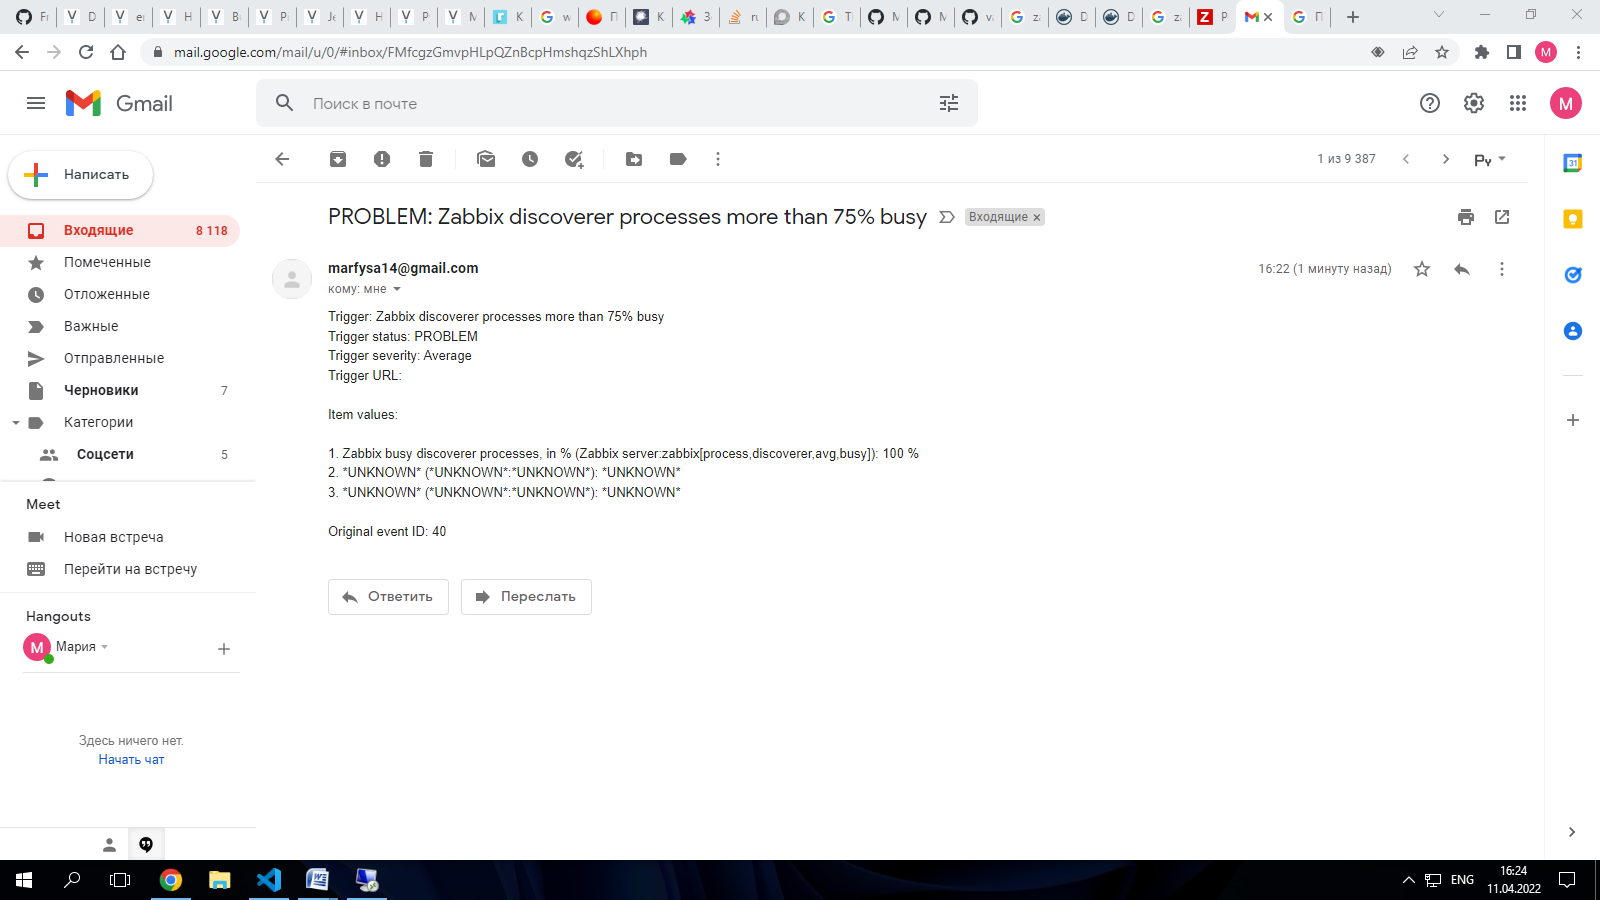 mail.google.com/mail/u/0/#inbox/FMfcgzGmvpHLpQZnBcpHmshqzShLXhph
M
Gmail
Поиск в почте
M
Написать
1 из 9 387
Входящие 8 118
Помеченные
Отложенные
Важные
Отправленные
Черновики 7
Категории
Соцсети 5
Meet
Новая встреча
Перейти на встречу
Hangouts
M Мария
Здесь ничего нет.
Начать чат
PROBLEM: Zabbix discoverer processes more than 75% busy Входящие ×
marfysa14@gmail.com 16:22 (1 минуту назад)
кому: мне
Trigger: Zabbix discoverer processes more than 75% busy
Trigger status: PROBLEM
Trigger severity: Average
Trigger URL:
Item values:
1. Zabbix busy discoverer processes, in % (Zabbix server:zabbix[process,discoverer,avg,busy]): 100 %
2. *UNKNOWN* (*UNKNOWN*:*UNKNOWN*): *UNKNOWN*
3. *UNKNOWN* (*UNKNOWN*:*UNKNOWN*): *UNKNOWN*
Original event ID: 40
Ответить
Переслать
31
ENG
16:24
11.04.2022